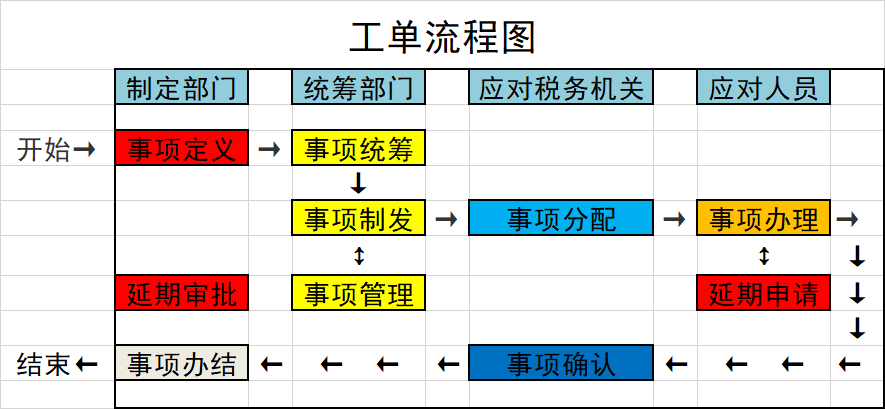 工单流程图
制定部门 统筹部门 应对税务机关 应对人员
开始→ 事项定义 → 事项统筹
↓
事项制发 → 事项分配 → 事项办理 →
↕ ↕ ↓
延期审批 事项管理 延期申请 ↓
↓
结束← 事项办结 ← ← ← ← 事项确认 ← ← ← ←